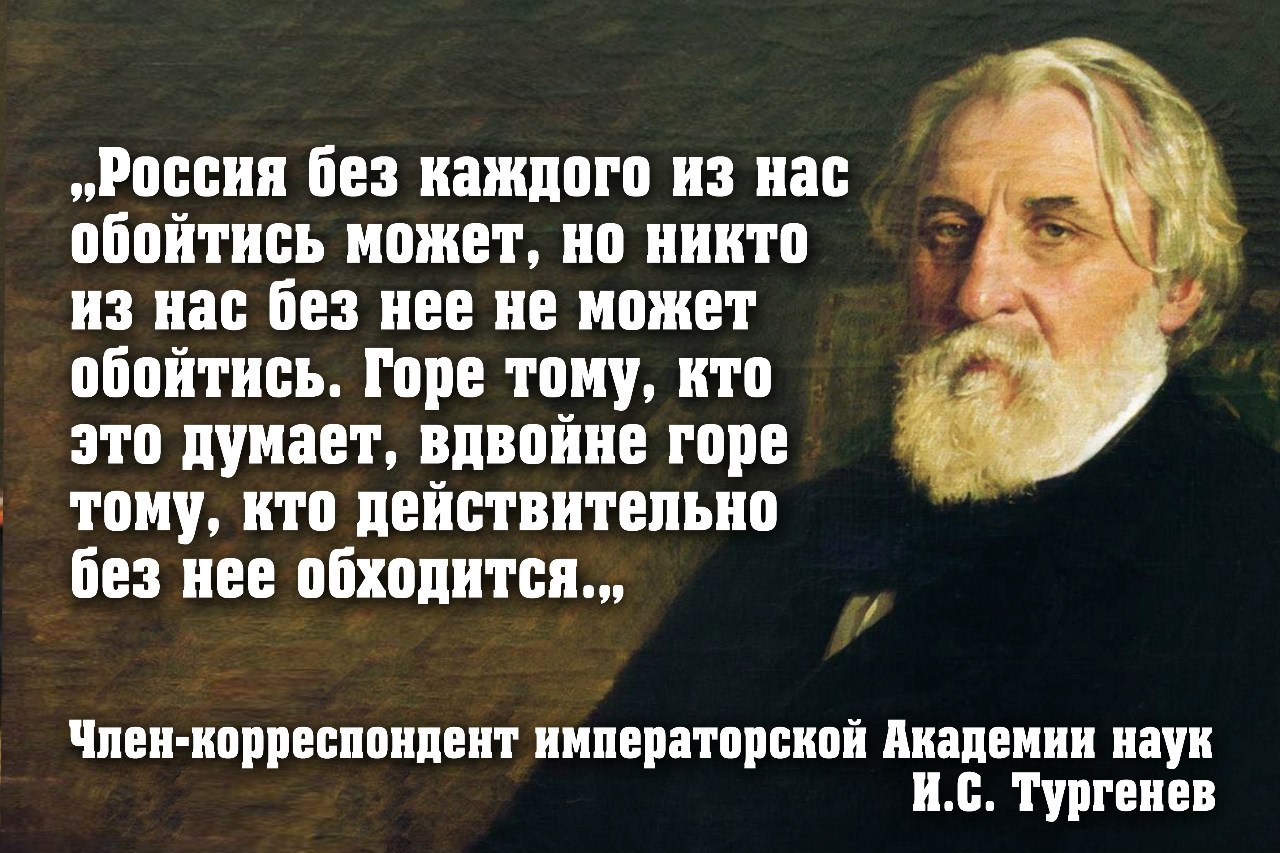 „Россия без каждого из нас
обойтись может, но никто
из нас без нее не может
обойтись. Горе тому, кто
это думает, вдвойне горе
тому, кто действительно
без нее обходится.„
Член-корреспондент императорской Академии наук
И.С. Тургенев